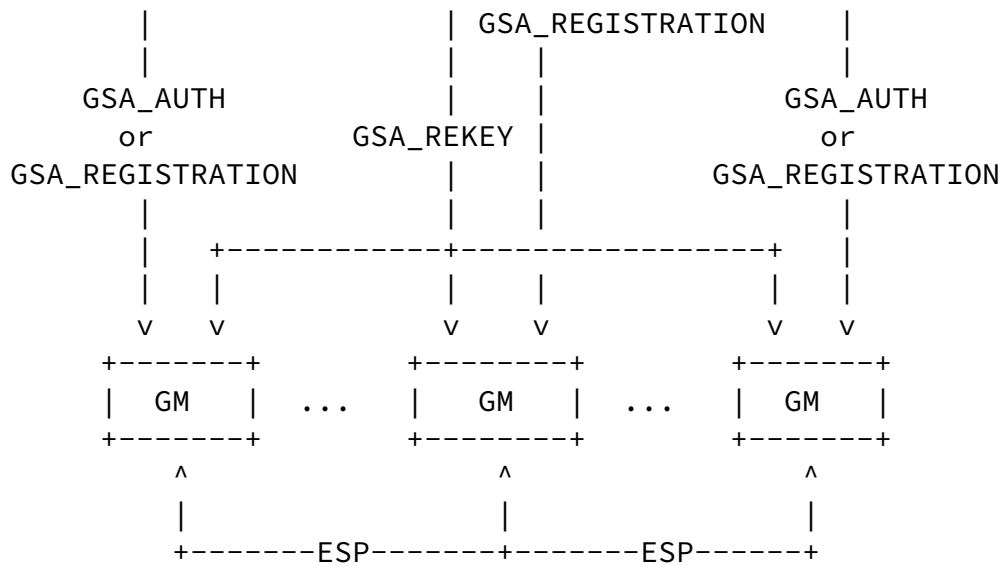 GSA_REGISTRATION
GSA_AUTH GSA_AUTH
or GSA_REKEY or
GSA_REGISTRATION GSA_REGISTRATION
GM ... GM ... GM
ESP ESP